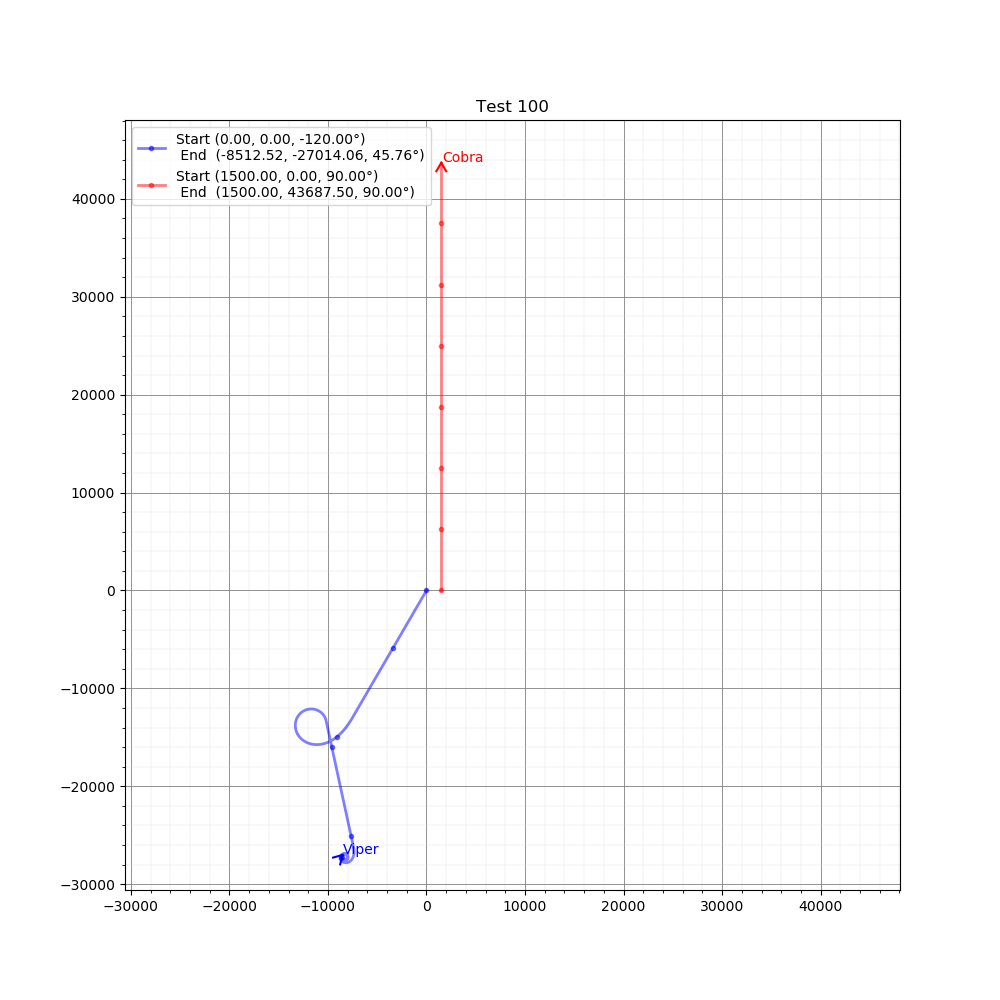 Test 100
Start (0.00, 0.00, -120.00°)
End (-8512.52, -27014.06, 45.76°)
Start (1500.00, 0.00, 90.00°)
End (1500.00, 43687.50, 90.00°)
Cobra
Viper
40000
30000
20000
10000
0
−10000
−20000
−30000
−30000 −20000 −10000 0 10000 20000 30000 40000